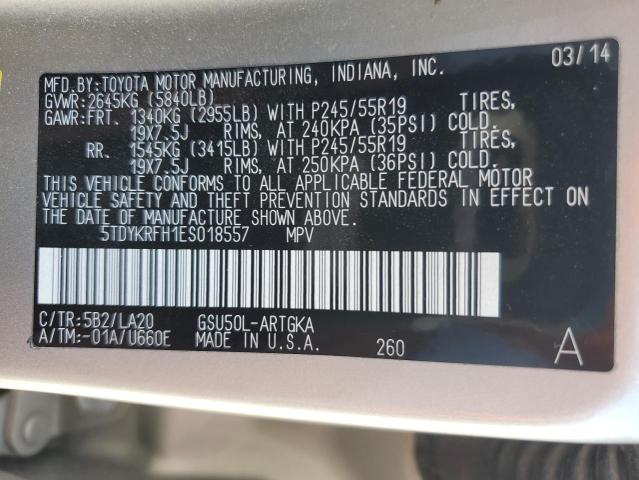 03/14
MFD.BY:TOYOTA MOTOR MANUFACTURING, INDIANA, INC.
GVWR:2645KG (5840LB)
GAWR:FRT. 1340KG (2955LB) WITH P245/55R19 TIRES,
19X7.5J RIMS, AT 240KPA (35PSI) COLD.
RR. 1545KG (3415LB) WITH P245/55R19 TIRES,
19X7.5J RIMS, AT 250KPA (36PSI) COLD.
THIS VEHICLE CONFORMS TO ALL APPLICABLE FEDERAL MOTOR
VEHICLE SAFETY AND THEFT PREVENTION STANDARDS IN EFFECT ON
THE DATE OF MANUFACTURE SHOWN ABOVE.
5TDYKRFH1ES018557 MPV
C/TR:5B2/LA20 GSU50L-ARTGKA
A/TM:-01A/U660E MADE IN U.S.A. 260 A